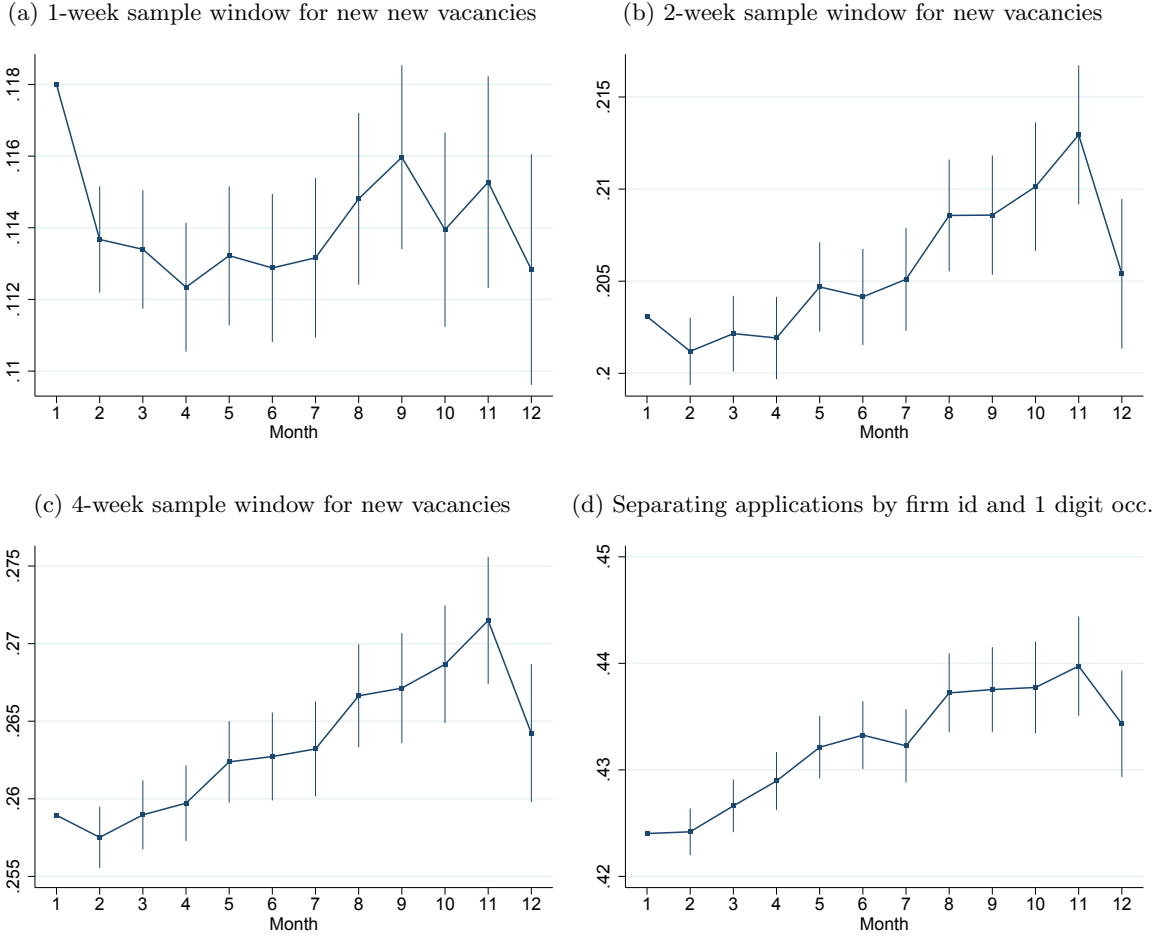 (a) 1-week sample window for new new vacancies
.118
.116
.114
.112
.11
1 2 3 4 5 6 7 8 9 10 11 12
Month
(b) 2-week sample window for new vacancies
.215
.21
.205
.2
1 2 3 4 5 6 7 8 9 10 11 12
Month
(c) 4-week sample window for new vacancies
.275
.27
.265
.26
.255
1 2 3 4 5 6 7 8 9 10 11 12
Month
(d) Separating applications by firm id and 1 digit occ.
.45
.44
.43
.42
1 2 3 4 5 6 7 8 9 10 11 12
Month